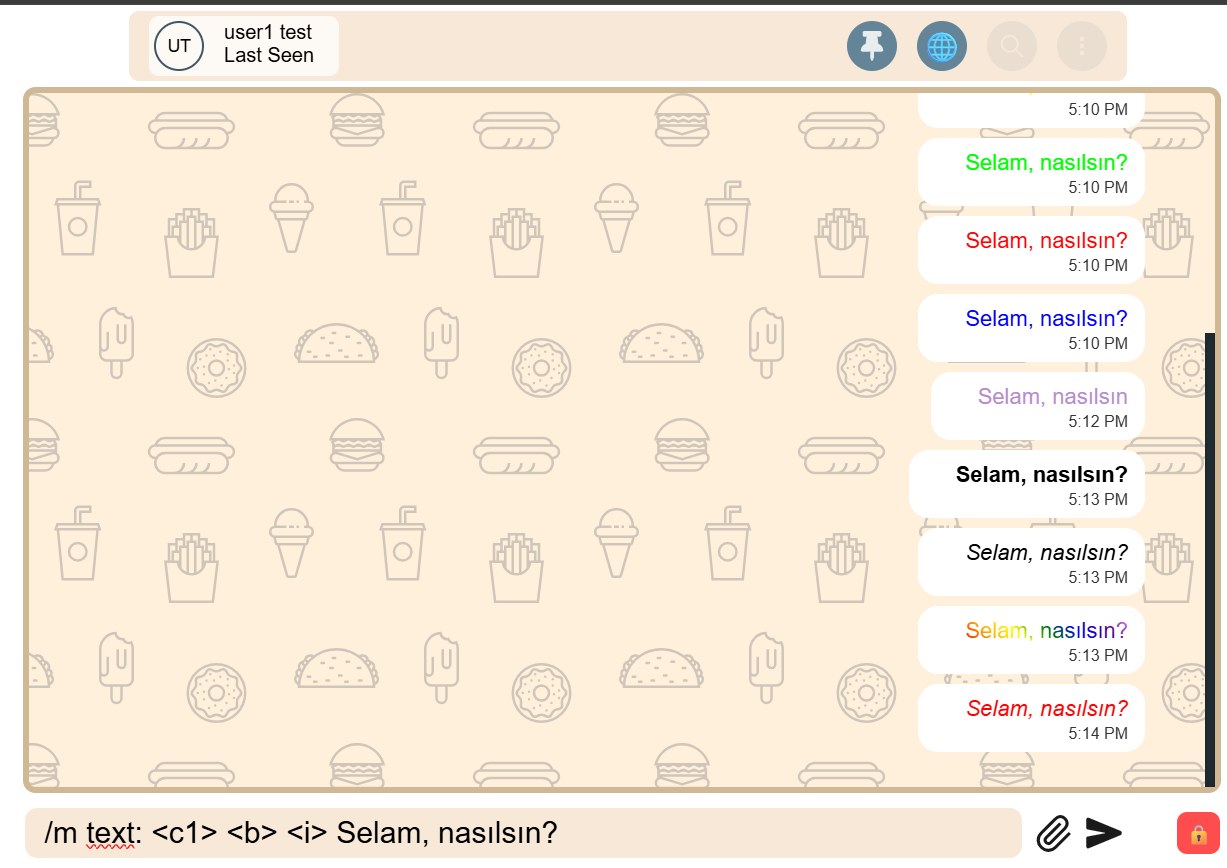 UT
user1 test
Last Seen
5:10 PM
Selam, nasılsın?
5:10 PM
Selam, nasılsın?
5:10 PM
Selam, nasılsın?
5:10 PM
Selam, nasılsın
5:12 PM
Selam, nasılsın?
5:13 PM
Selam, nasılsın?
5:13 PM
Selam, nasılsın?
5:13 PM
Selam, nasılsın?
5:14 PM
/m text: <c1> <b> <i> Selam, nasılsın?